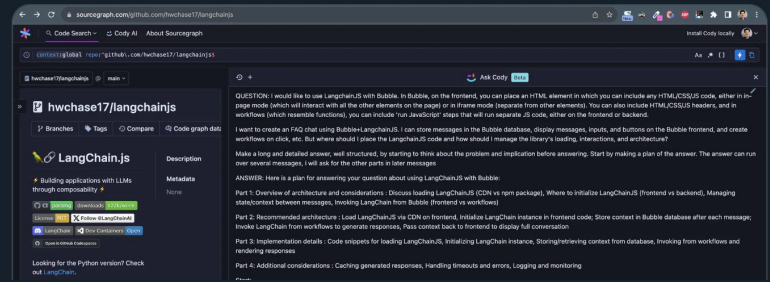 sourcegraph.com/github.com/hwchase17/langchainjs
Code Search
Cody AI
About Sourcegraph
Install Cody locally
context:global repo:^github\.com/hwchase17/langchainjs$
Aa
hwchase17/langchainjs
main
Ask Cody Beta
hwchase17/langchainjs
Branches
Tags
Compare
Code graph data
LangChain.js
⚡ Building applications with LLMs
through composability ⚡
CI passing downloads
License MIT Follow @LangChainAI
LangChain Dev Containers Open
Open in GitHub Codespaces
Looking for the Python version? Check
out LangChain.
Description
Metadata
None
QUESTION: I would like to use LangchainJS with Bubble. In Bubble, on the frontend, you can place an HTML element in which you can include any HTML/CSS/JS code, either in in-
page mode (which will interact with all the other elements on the page) or in iframe mode (separate from other elements). You can also include HTML/CSS/JS headers, and in
workflows (which resemble functions), you can include 'run JavaScript' steps that will run separate JS code, either on the frontend or backend.
I want to create an FAQ chat using Bubble+LangchainJS. I can store messages in the Bubble database, display messages, inputs, and buttons on the Bubble frontend, and create
workflows on click, etc. But where should I place the LangchainJS code and how should I manage the library's loading, interactions, and architecture?
Make a long and detailed answer, well structured, by starting to think about the problem and implication before answering. Start by making a plan of the answer. The answer can run
over several messages, I will ask for the other parts in later messages
ANSWER: Here is a plan for answering your question about using LangChainJS with Bubble:
Part 1: Overview of architecture and considerations : Discuss loading LangChainJS (CDN vs npm package), Where to initialize LangChainJS (frontend vs backend), Managing
state/context between messages, Invoking LangChain from Bubble (frontend vs workflows)
Part 2: Recommended architecture : Load LangChainJS via CDN on frontend, Initialize LangChain instance in frontend code; Store context in Bubble database after each message;
Invoke LangChain from workflows to generate responses, Pass context back to frontend to display full conversation
Part 3: Implementation details : Code snippets for loading LangChainJS, Initializing LangChain instance, Storing/retrieving context from database, Invoking from workflows and
rendering responses
Part 4: Additional considerations : Caching generated responses, Handling timeouts and errors, Logging and monitoring